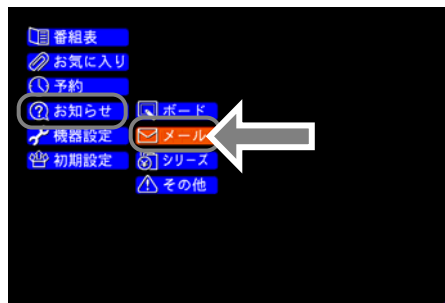 番組表
お気に入り
予約
お知らせ
ボード
機器設定
メール
初期設定
シリーズ
その他